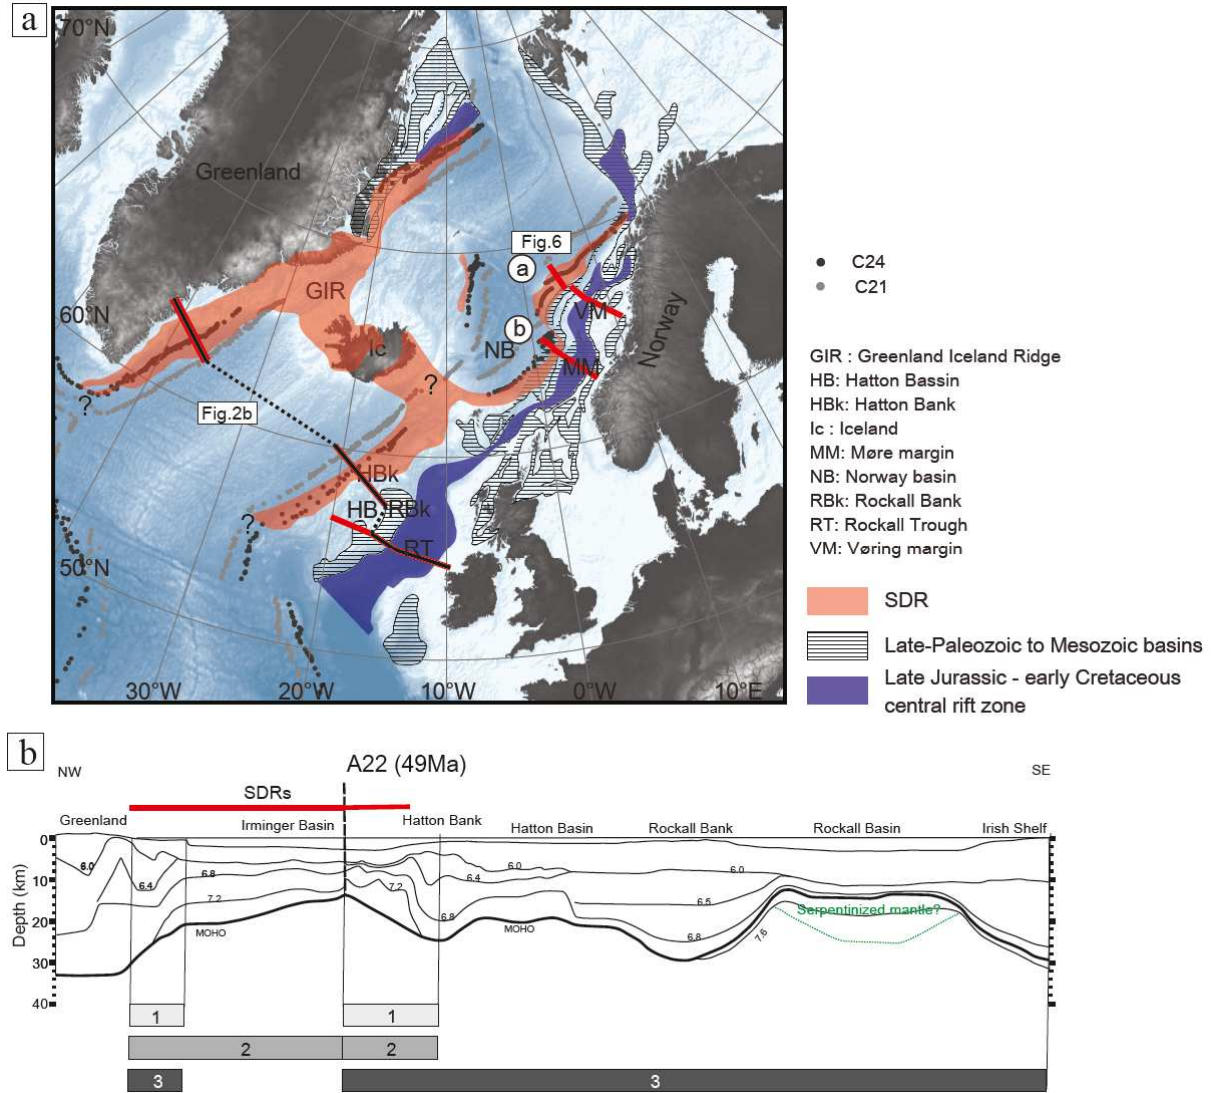 a
70°N
Greenland
GIR
60°N
Fig.6
a
VM
b
Ic
NB
MM
Norway
?
?
Fig.2b
HBk
HB
RBk
?
RT
50°N
30°W
20°W
10°W
0°W
10°E
C24
C21
GIR : Greenland Iceland Ridge
HB: Hatton Bassin
HBk: Hatton Bank
Ic : Iceland
MM: Møre margin
NB: Norway basin
RBk: Rockall Bank
RT: Rockall Trough
VM: Vøring margin
SDR
Late-Paleozoic to Mesozoic basins
Late Jurassic - early Cretaceous
central rift zone
b
NW
A22 (49Ma)
SE
SDRs
Greenland
Irminger Basin
Hatton Bank
Hatton Basin
Rockall Bank
Rockall Basin
Irish Shelf
Depth (km)
0
10
20
30
40
6.0
6.4
6.8
7.2
MOHO
7.2
6.0
6.4
6.8
MOHO
6.5
6.8
6.0
7.6
Serpentinized mantle?
1
1
2
2
3
3